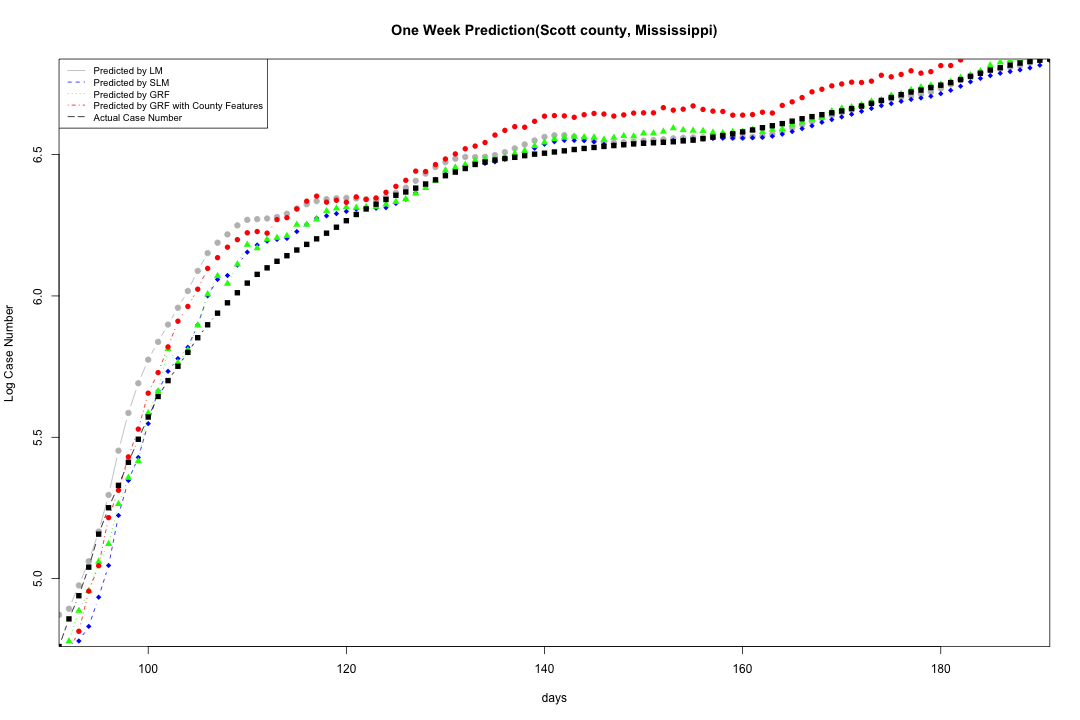 One Week Prediction(Scott county, Mississippi)
Predicted by LM
Predicted by SLM
Predicted by GRF
Predicted by GRF with County Features
Actual Case Number
6.5
6.0
5.5
5.0
Log Case Number
100 120 140 160 180
days